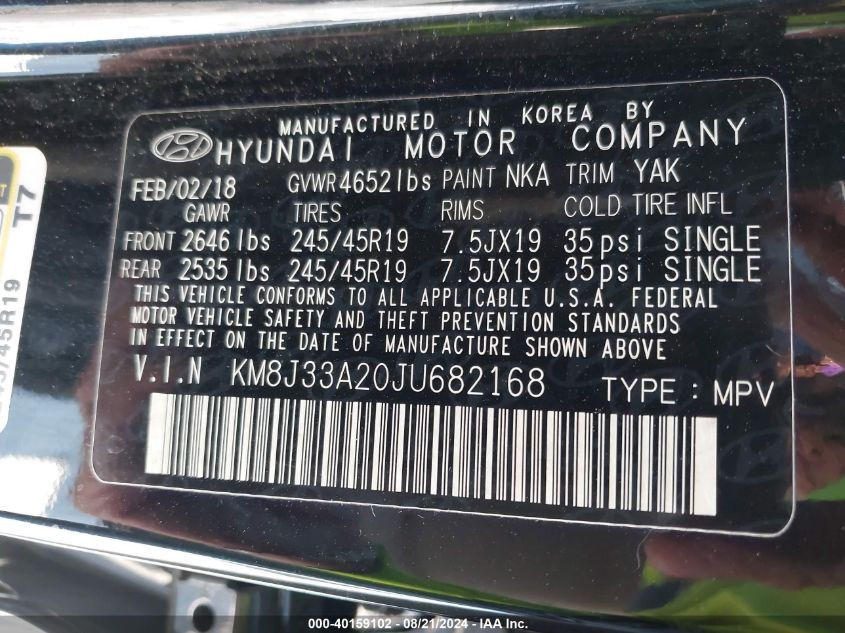 MANUFACTURED IN KOREA BY
HYUNDAI MOTOR COMPANY
FEB/02/18 GVWR 4652lbs PAINT NKA TRIM YAK
GAWR TIRES RIMS COLD TIRE INFL
FRONT 2646 lbs 245/45R19 7.5JX19 35psi SINGLE
REAR 2535 lbs 245/45R19 7.5JX19 35psi SINGLE
THIS VEHICLE CONFORMS TO ALL APPLICABLE U.S.A. FEDERAL
MOTOR VEHICLE SAFETY AND THEFT PREVENTION STANDARDS
IN EFFECT ON THE DATE OF MANUFACTURE SHOWN ABOVE
V.I.N KM8J33A20JU682168 TYPE : MPV
T7
/45R19
000-40159102 - 08/21/2024 - IAA Inc.